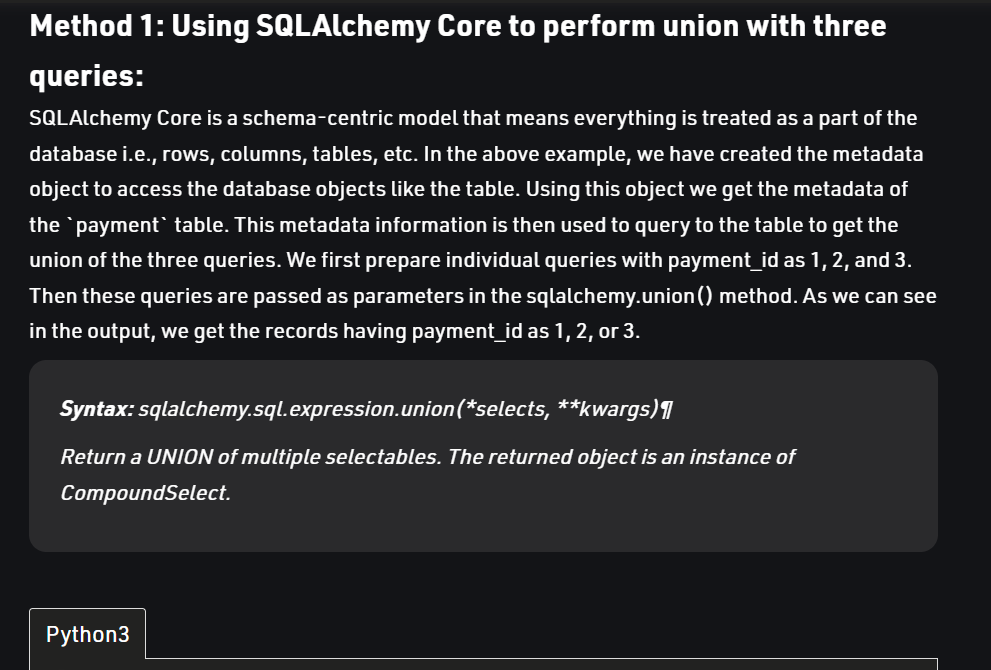 Method 1: Using SQLAlchemy Core to perform union with three
queries:
SQLAlchemy Core is a schema-centric model that means everything is treated as a part of the
database i.e., rows, columns, tables, etc. In the above example, we have created the metadata
object to access the database objects like the table. Using this object we get the metadata of
the `payment` table. This metadata information is then used to query to the table to get the
union of the three queries. We first prepare individual queries with payment_id as 1, 2, and 3.
Then these queries are passed as parameters in the sqlalchemy.union() method. As we can see
in the output, we get the records having payment_id as 1, 2, or 3.
Syntax: sqlalchemy.sql.expression.union(*selects, **kwargs)¶
Return a UNION of multiple selectables. The returned object is an instance of
CompoundSelect.
Python3